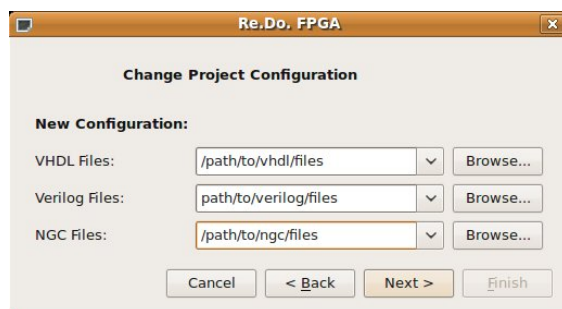 Re.Do. FPGA
Change Project Configuration
New Configuration:
VHDL Files: /path/to/vhdl/files Browse...
Verilog Files: path/to/verilog/files Browse...
NGC Files: /path/to/ngc/files Browse...
Cancel < Back Next > Finish